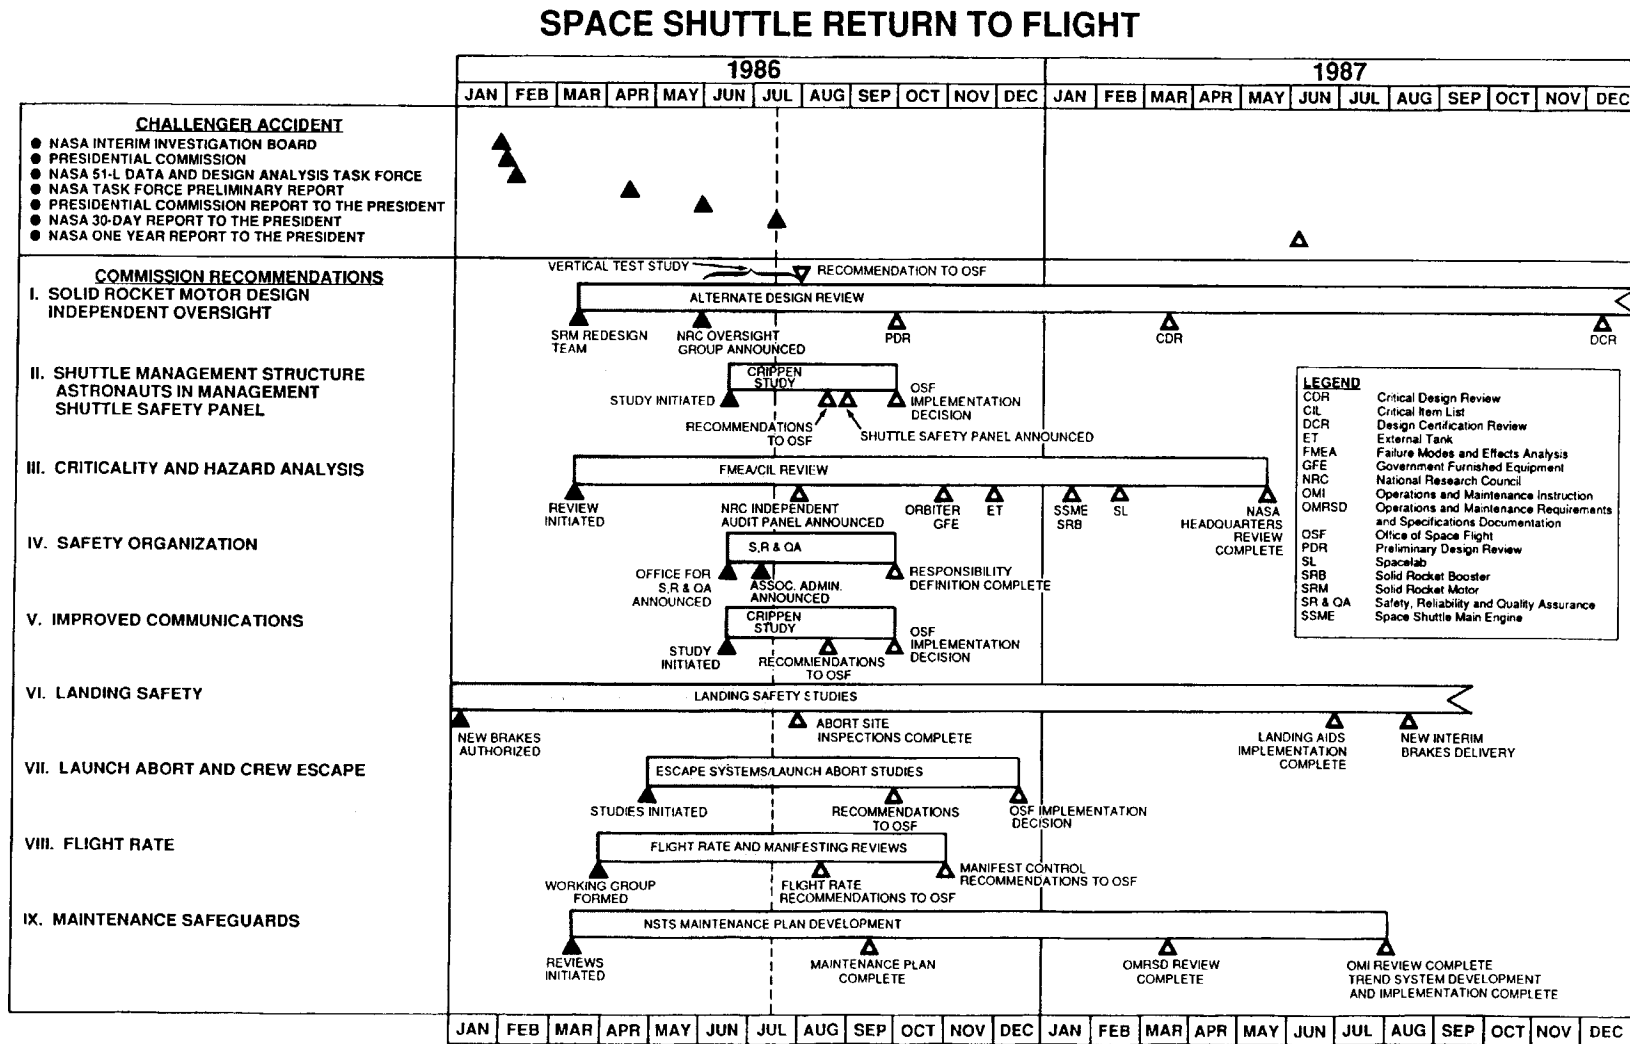 SPACE SHUTTLE RETURN TO FLIGHT
1986
1987
JAN FEB MAR APR MAY JUN JUL AUG SEP OCT NOV DEC JAN FEB MAR APR MAY JUN JUL AUG SEP OCT NOV DEC
CHALLENGER ACCIDENT
● NASA INTERIM INVESTIGATION BOARD
● PRESIDENTIAL COMMISSION
● NASA 51-L DATA AND DESIGN ANALYSIS TASK FORCE
● NASA TASK FORCE PRELIMINARY REPORT
● PRESIDENTIAL COMMISSION REPORT TO THE PRESIDENT
● NASA 30-DAY REPORT TO THE PRESIDENT
● NASA ONE YEAR REPORT TO THE PRESIDENT
COMMISSION RECOMMENDATIONS
I. SOLID ROCKET MOTOR DESIGN
INDEPENDENT OVERSIGHT
VERTICAL TEST STUDY
RECOMMENDATION TO OSF
ALTERNATE DESIGN REVIEW
SRM REDESIGN
TEAM
NRC OVERSIGHT
GROUP ANNOUNCED
PDR
CDR
DCR
II. SHUTTLE MANAGEMENT STRUCTURE
ASTRONAUTS IN MANAGEMENT
SHUTTLE SAFETY PANEL
CRIPPEN
STUDY
STUDY INITIATED
OSF
IMPLEMENTATION
DECISION
RECOMMENDATIONS
TO OSF
SHUTTLE SAFETY PANEL ANNOUNCED
III. CRITICALITY AND HAZARD ANALYSIS
FMEA/CIL REVIEW
REVIEW
INITIATED
NRC INDEPENDENT
AUDIT PANEL ANNOUNCED
ORBITER
GFE
ET
SSME
SRB
SL
NASA
HEADQUARTERS
REVIEW
COMPLETE
IV. SAFETY ORGANIZATION
S,R & QA
OFFICE FOR
S,R & QA
ANNOUNCED
ASSOC. ADMIN.
ANNOUNCED
RESPONSIBILITY
DEFINITION COMPLETE
V. IMPROVED COMMUNICATIONS
CRIPPEN
STUDY
STUDY
INITIATED
RECOMMENDATIONS
TO OSF
OSF
IMPLEMENTATION
DECISION
VI. LANDING SAFETY
LANDING SAFETY STUDIES
NEW BRAKES
AUTHORIZED
ABORT SITE
INSPECTIONS COMPLETE
LANDING AIDS
IMPLEMENTATION
COMPLETE
NEW INTERIM
BRAKES DELIVERY
VII. LAUNCH ABORT AND CREW ESCAPE
ESCAPE SYSTEMS/LAUNCH ABORT STUDIES
STUDIES INITIATED
RECOMMENDATIONS
TO OSF
OSF IMPLEMENTATION
DECISION
VIII. FLIGHT RATE
FLIGHT RATE AND MANIFESTING REVIEWS
WORKING GROUP
FORMED
FLIGHT RATE
RECOMMENDATIONS TO OSF
MANIFEST CONTROL
RECOMMENDATIONS TO OSF
IX. MAINTENANCE SAFEGUARDS
NSTS MAINTENANCE PLAN DEVELOPMENT
REVIEWS
INITIATED
MAINTENANCE PLAN
COMPLETE
OMRSD REVIEW
COMPLETE
OMI REVIEW COMPLETE
TREND SYSTEM DEVELOPMENT
AND IMPLEMENTATION COMPLETE
LEGEND
CDR Critical Design Review
CIL Critical Item List
DCR Design Certification Review
ET External Tank
FMEA Failure Modes and Effects Analysis
GFE Government Furnished Equipment
NRC National Research Council
OMI Operations and Maintenance Instruction
OMRSD Operations and Maintenance Requirements
and Specifications Documentation
OSF Office of Space Flight
PDR Preliminary Design Review
SL Spacelab
SRB Solid Rocket Booster
SRM Solid Rocket Motor
SR & QA Safety, Reliability and Quality Assurance
SSME Space Shuttle Main Engine
JAN FEB MAR APR MAY JUN JUL AUG SEP OCT NOV DEC JAN FEB MAR APR MAY JUN JUL AUG SEP OCT NOV DEC